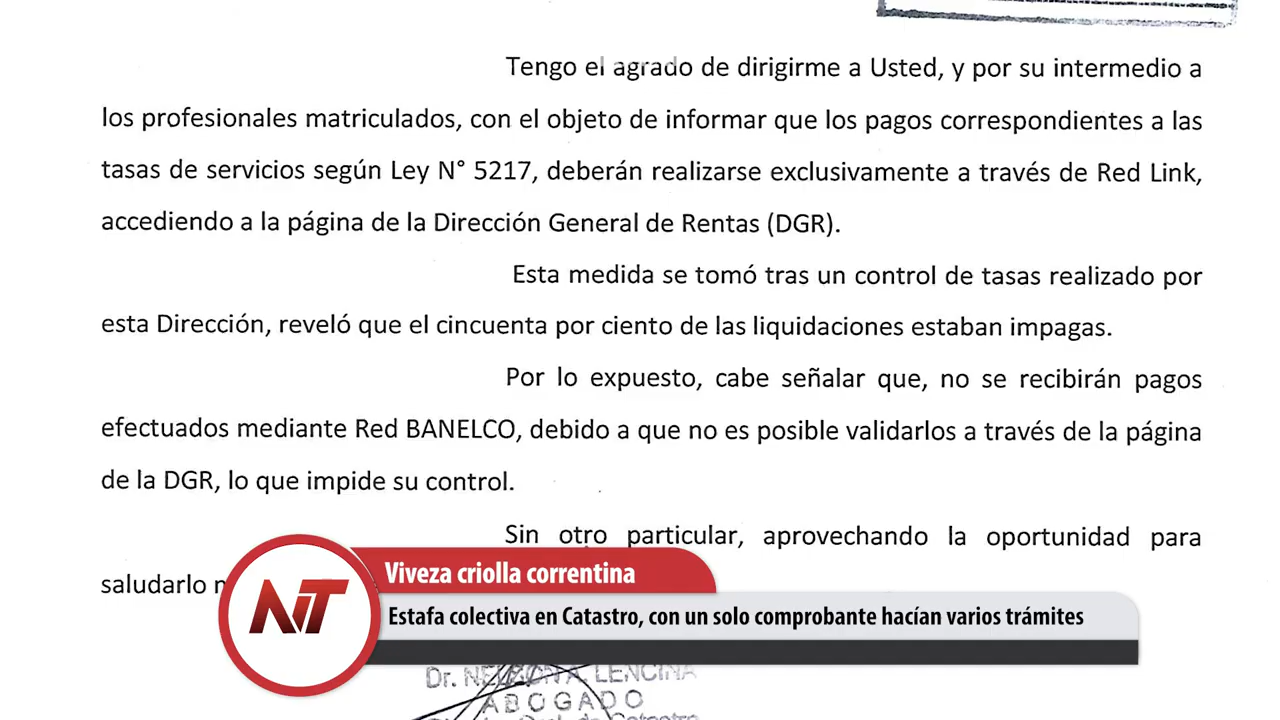 Tengo el agrado de dirigirme a Usted, y por su intermedio a
los profesionales matriculados, con el objeto de informar que los pagos correspondientes a las
tasas de servicios según Ley N° 5217, deberán realizarse exclusivamente a través de Red Link,
accediendo a la página de la Dirección General de Rentas (DGR).
Esta medida se tomó tras un control de tasas realizado por
esta Dirección, reveló que el cincuenta por ciento de las liquidaciones estaban impagas.
Por lo expuesto, cabe señalar que, no se recibirán pagos
efectuados mediante Red BANELCO, debido a que no es posible validarlos a través de la página
de la DGR, lo que impide su control.
Sin otro particular, aprovechando la oportunidad para
saludarlo
NT
Viveza criolla correntina
Estafa colectiva en Catastro, con un solo comprobante hacían varios trámites
Dr. LENCINA
ABOGADO